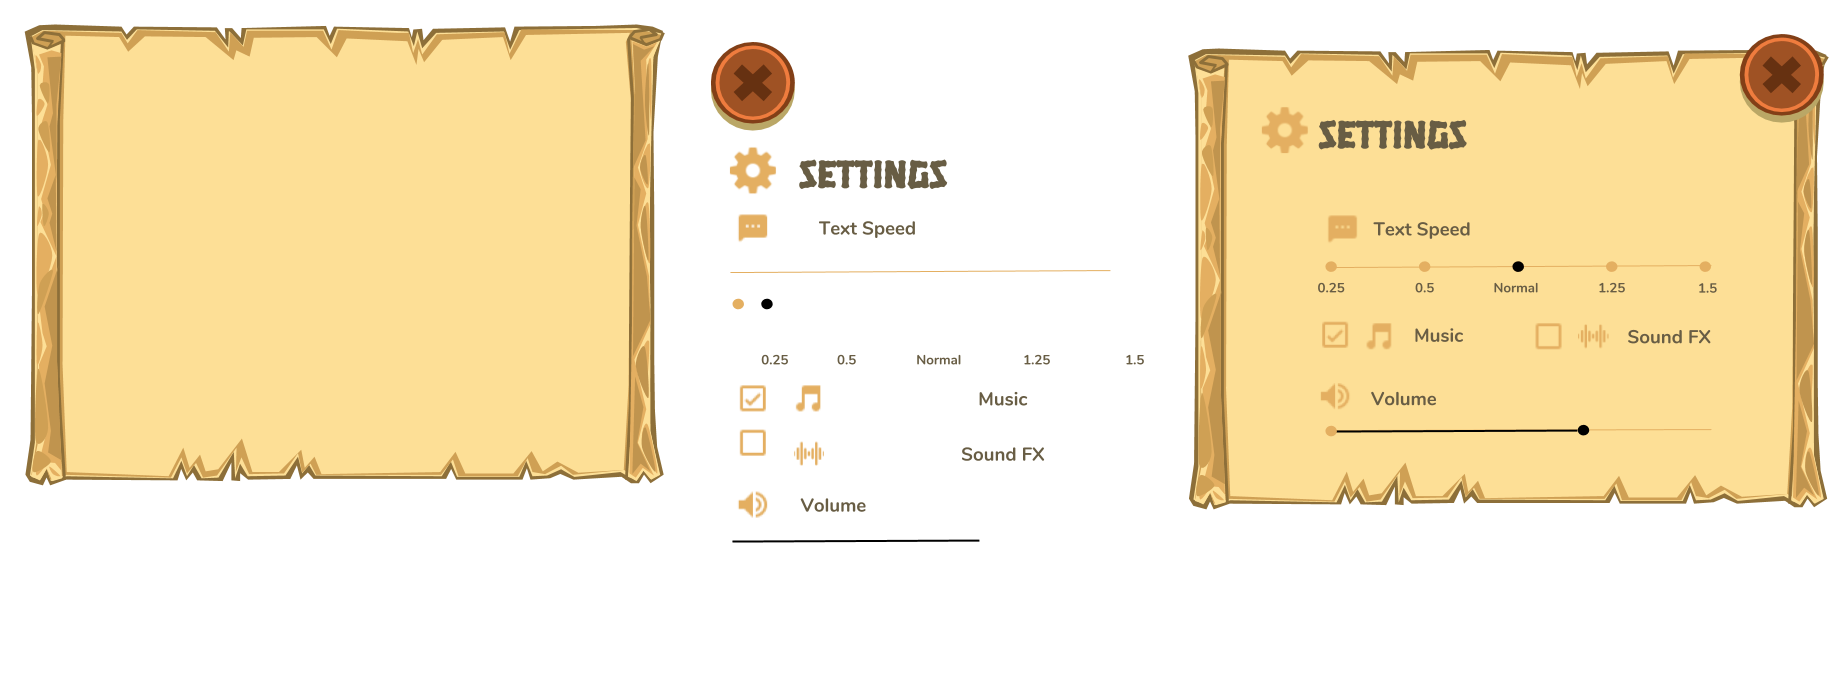 SETTINGS
Text Speed
0.25 0.5 Normal 1.25 1.5
Music
Sound FX
Volume
SETTINGS
Text Speed
0.25 0.5 Normal 1.25 1.5
Music Sound FX
Volume